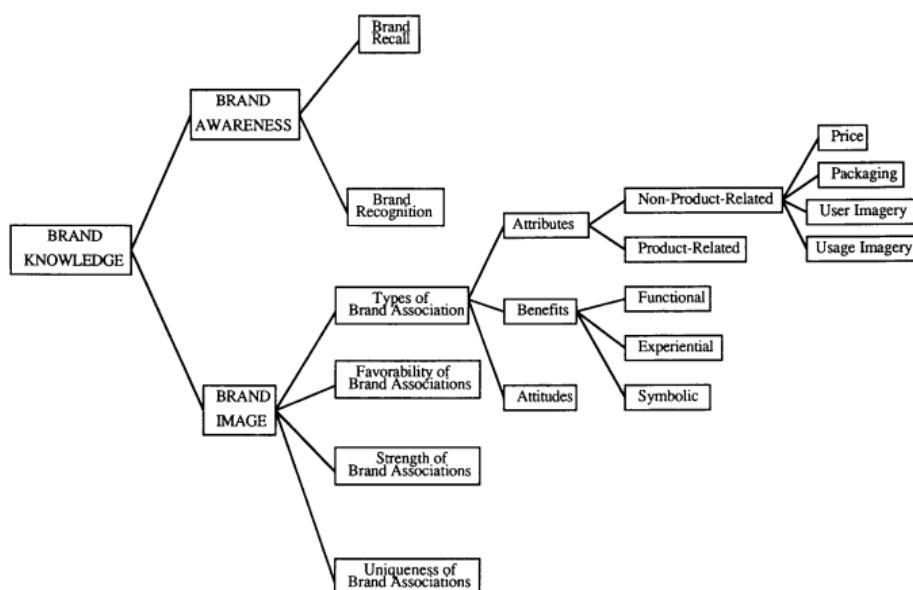 Brand
Recall
BRAND
AWARENESS
Brand
Recognition
BRAND
KNOWLEDGE
Price
Packaging
Non-Product-Related
User Imagery
Attributes
Product-Related
Usage Imagery
Types of
Brand Association
Benefits
Functional
Experiential
Favorability of
Brand Associations
Attitudes
Symbolic
BRAND
IMAGE
Strength of
Brand Associations
Uniqueness of
Brand Associations